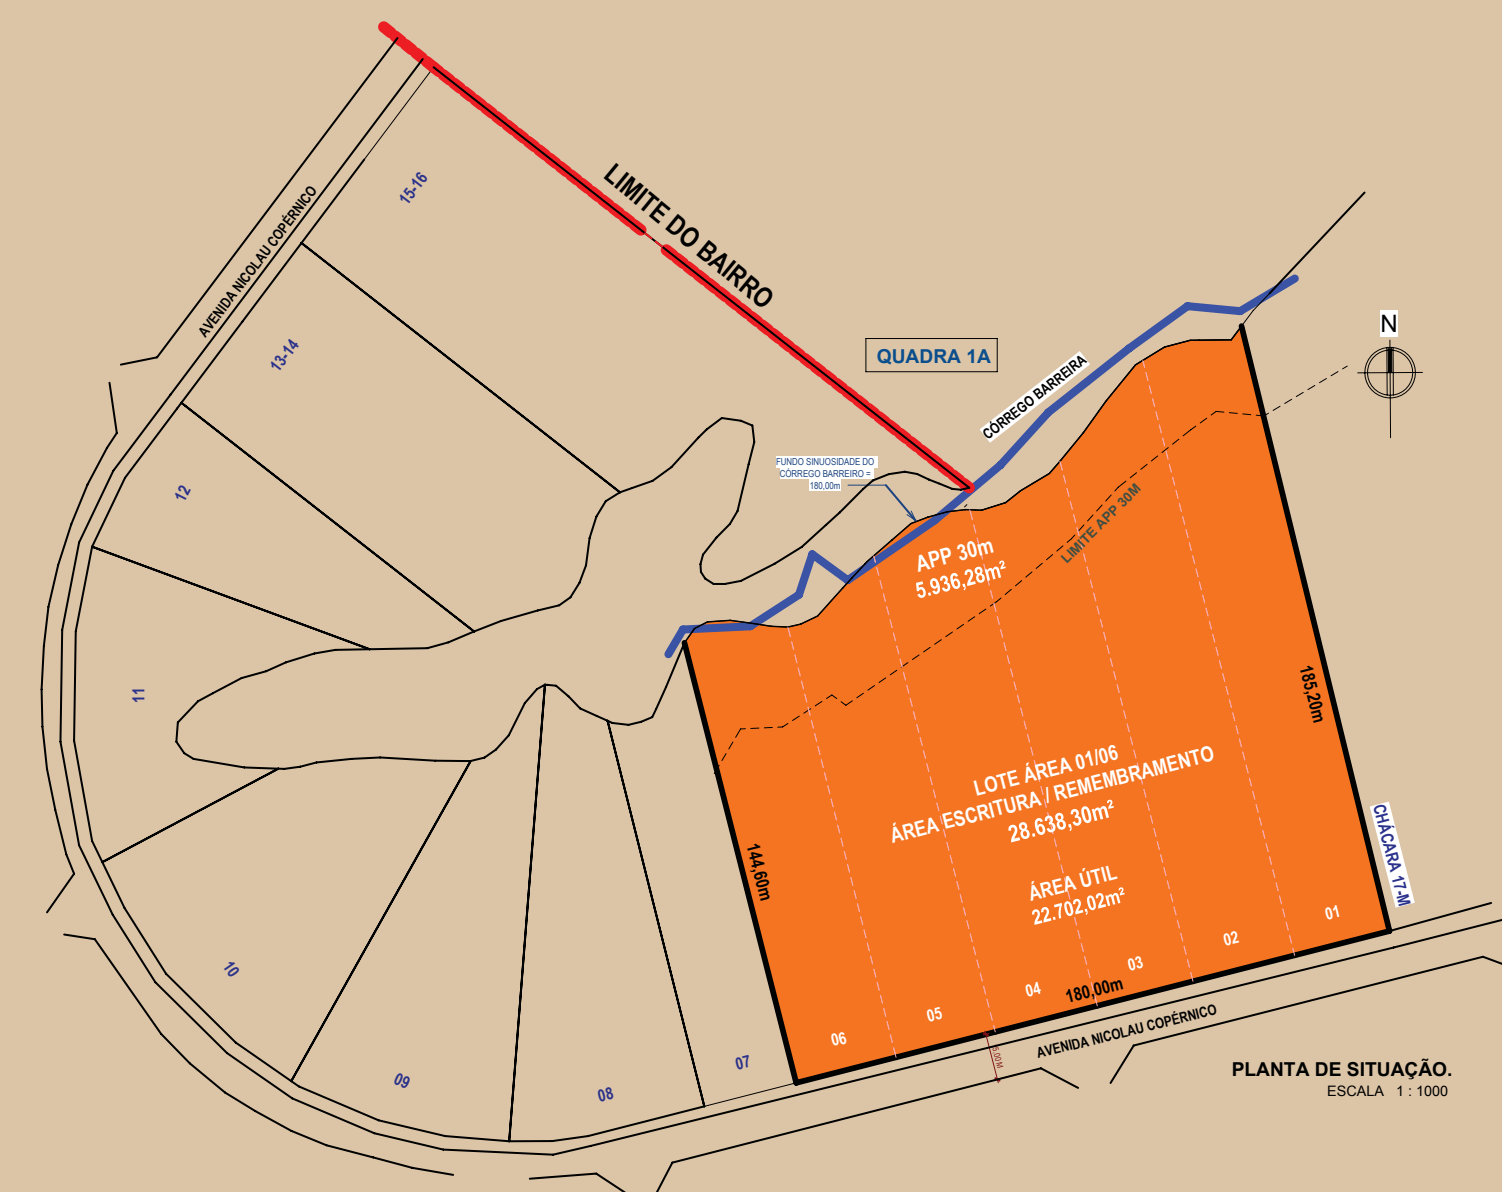 15-16
AVENIDA NICOLAU COPÉRNICO
LIMITE DO BAIRRO
13-14
QUADRA 1A
N
CÓRREGO BARREIRA
FUNDO SINUOSIDADE DO
CÓRREGO BARREIRO =
180,00m
12
LIMITE APP 30M
APP 30m
5.936,28m²
11
185,20m
LOTE ÁREA 01/06
ÁREA ESCRITURA / REMEMBRAMENTO
28.638,30m²
144,60m
CHÁCARA 17-M
ÁREA ÚTIL
22.702,02m²
01
02
03
04
05
06
180,00m
10
09
08
07
AVENIDA NICOLAU COPÉRNICO
PLANTA DE SITUAÇÃO.
ESCALA 1 : 1000